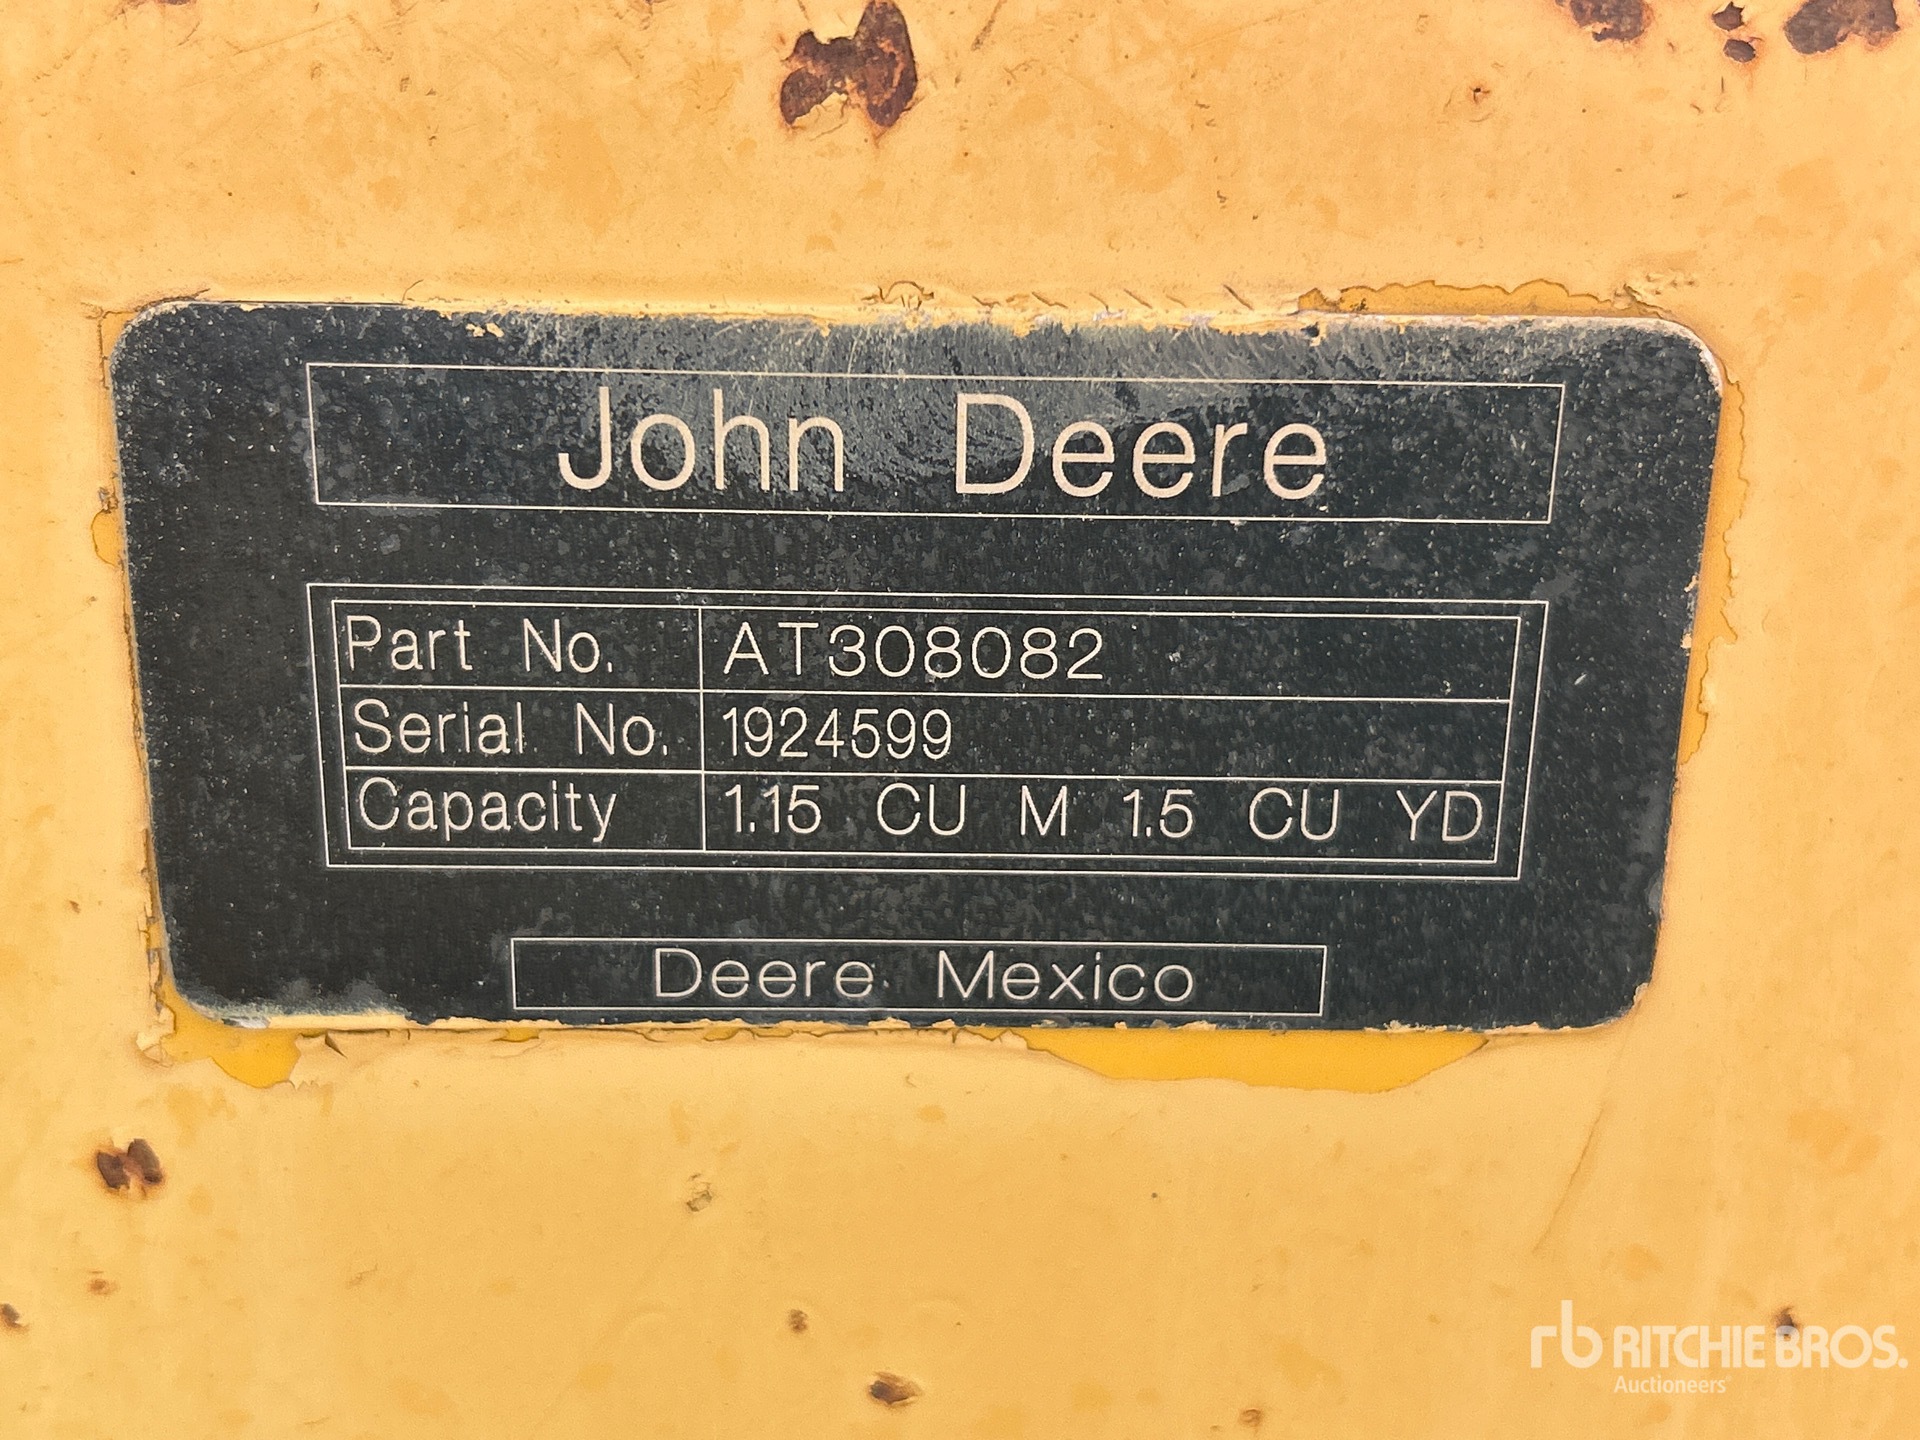 John Deere
Part No. AT308082
Serial No. 1924599
Capacity 1.15 CU M 1.5 CU YD
Deere Mexico
rb RITCHIE BROS.
Auctioneers